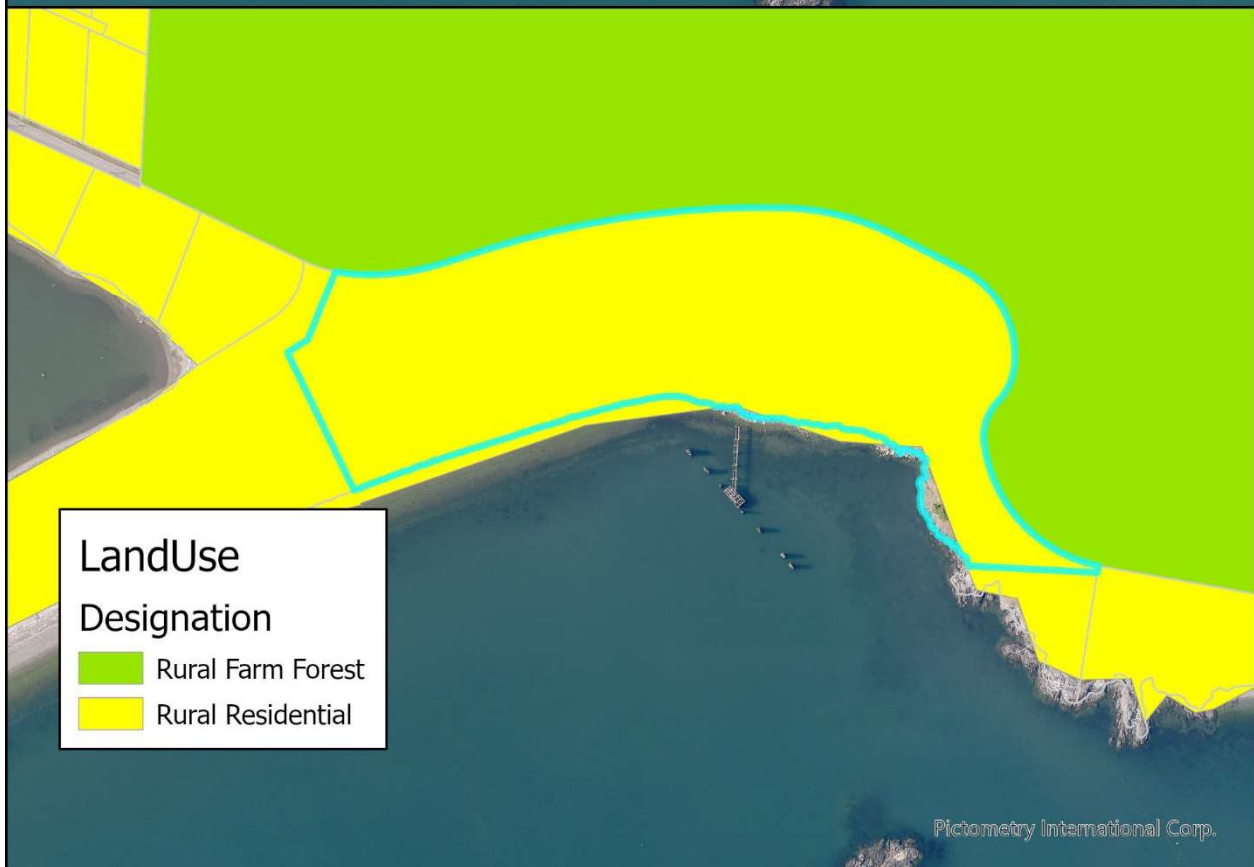 LandUse
Designation
Rural Farm Forest
Rural Residential
Pictometry International Corp.